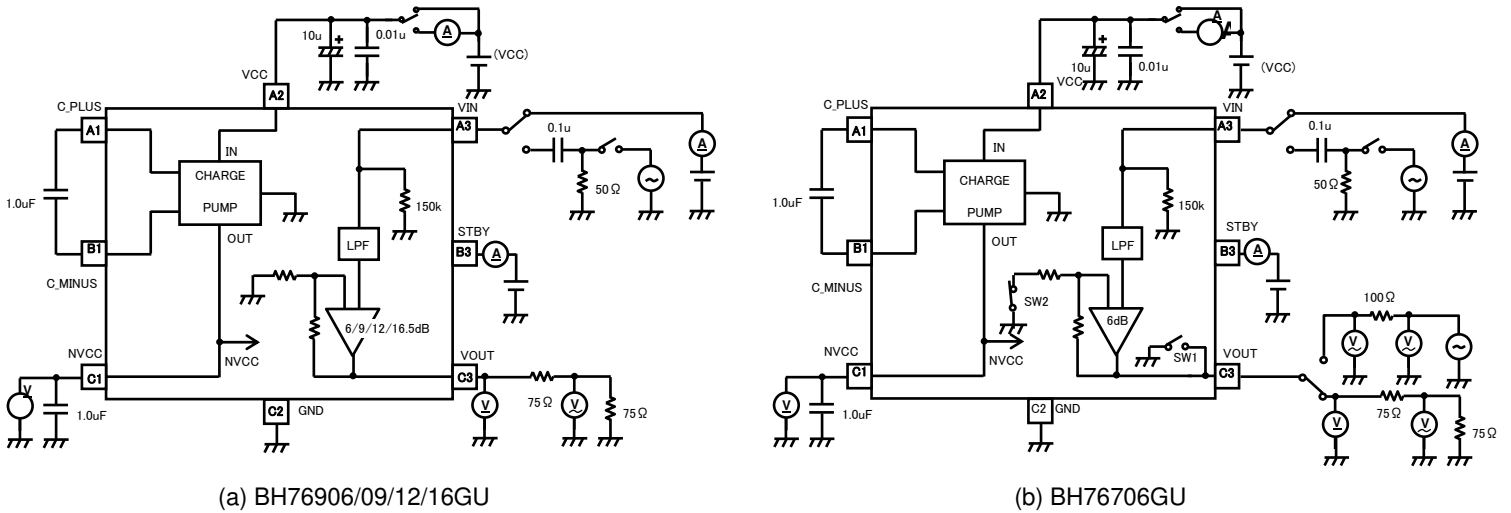 10u
+
0.01u
A
(VCC)
VCC
A2
C_PLUS
VIN
A1
A3
0.1u
A
IN
CHARGE
PUMP
50Ω
~
1.0uF
150k
OUT
LPF
STBY
B1
B3
A
C_MINUS
6/9/12/16.5dB
NVCC
NVCC
VOUT
C1
C3
V
1.0uF
C2
GND
V
75Ω
V
75Ω
(a) BH76906/09/12/16GU
A
10u
+
0.01u
(VCC)
VCC
A2
C_PLUS
VIN
A1
A3
0.1u
A
IN
CHARGE
PUMP
50Ω
~
1.0uF
150k
OUT
LPF
STBY
B1
B3
A
C_MINUS
SW2
6dB
100Ω
V
V
~
NVCC
NVCC
SW1
VOUT
C1
C3
V
1.0uF
C2
GND
V
75Ω
V
75Ω
(b) BH76706GU